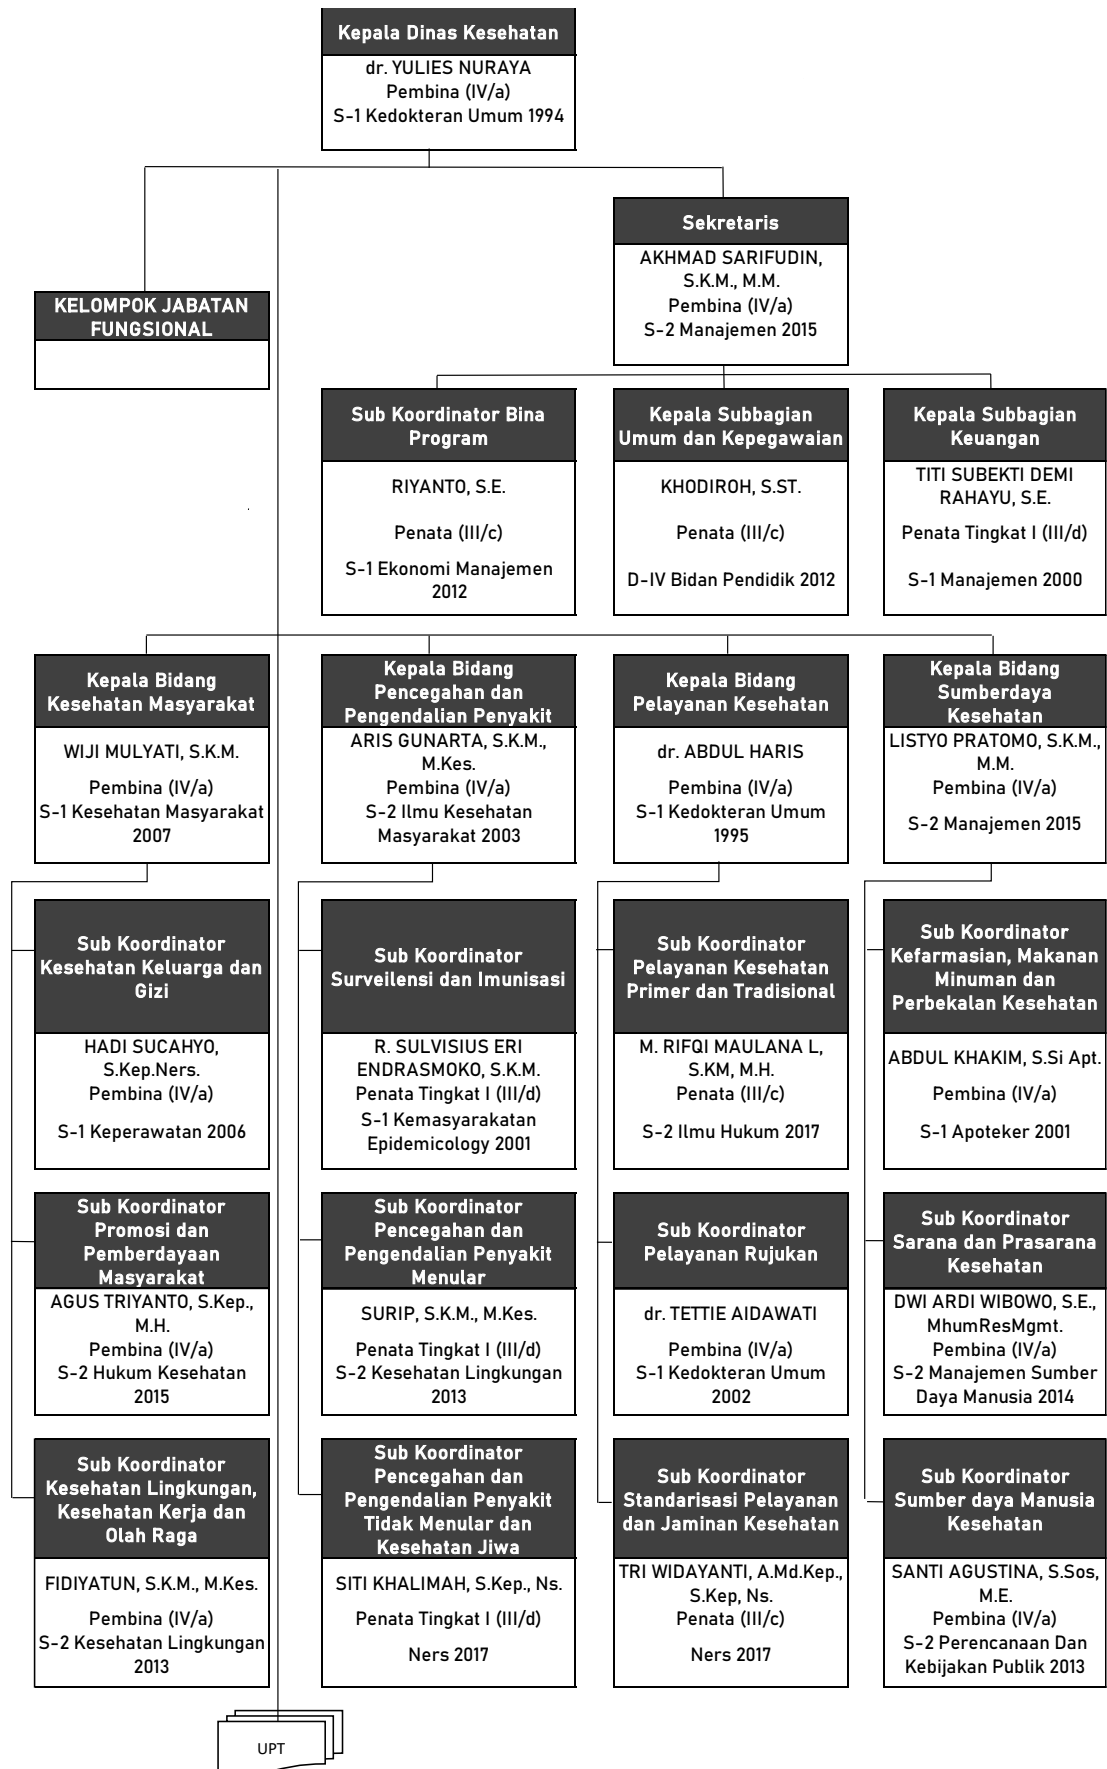 Kepala Dinas Kesehatan
dr. YULIES NURAYA
Pembina (IV/a)
S-1 Kedokteran Umum 1994
Sekretaris
AKHMAD SARIFUDIN,
S.K.M., M.M.
Pembina (IV/a)
S-2 Manajemen 2015
KELOMPOK JABATAN
FUNGSIONAL
Sub Koordinator Bina
Program
RIYANTO, S.E.
Penata (III/c)
S-1 Ekonomi Manajemen
2012
Kepala Subbagian
Umum dan Kepegawaian
KHODIROH, S.ST.
Penata (III/c)
D-IV Bidan Pendidik 2012
Kepala Subbagian
Keuangan
TITI SUBEKTI DEMI
RAHAYU, S.E.
Penata Tingkat I (III/d)
S-1 Manajemen 2000
Kepala Bidang
Kesehatan Masyarakat
WIJI MULYATI, S.K.M.
Pembina (IV/a)
S-1 Kesehatan Masyarakat
2007
Kepala Bidang
Pencegahan dan
Pengendalian Penyakit
ARIS GUNARTA, S.K.M.,
M.Kes.
Pembina (IV/a)
S-2 Ilmu Kesehatan
Masyarakat 2003
Kepala Bidang
Pelayanan Kesehatan
dr. ABDUL HARIS
Pembina (IV/a)
S-1 Kedokteran Umum
1995
Kepala Bidang
Sumberdaya
Kesehatan
LISTYO PRATOMO, S.K.M.,
M.M.
Pembina (IV/a)
S-2 Manajemen 2015
Sub Koordinator
Kesehatan Keluarga dan
Gizi
HADI SUCAHYO,
S.Kep.Ners.
Pembina (IV/a)
S-1 Keperawatan 2006
Sub Koordinator
Surveilensi dan Imunisasi
R. SULVISIUS ERI
ENDRASMOKO, S.K.M.
Penata Tingkat I (III/d)
S-1 Kemasyarakatan
Epidemicology 2001
Sub Koordinator
Pelayanan Kesehatan
Primer dan Tradisional
M. RIFQI MAULANA L,
S.KM, M.H.
Penata (III/c)
S-2 Ilmu Hukum 2017
Sub Koordinator
Kefarmasian, Makanan
Minuman dan
Perbekalan Kesehatan
ABDUL KHAKIM, S.Si Apt.
Pembina (IV/a)
S-1 Apoteker 2001
Sub Koordinator
Promosi dan
Pemberdayaan
Masyarakat
AGUS TRIYANTO, S.Kep.,
M.H.
Pembina (IV/a)
S-2 Hukum Kesehatan
2015
Sub Koordinator
Pencegahan dan
Pengendalian Penyakit
Menular
SURIP, S.K.M., M.Kes.
Penata Tingkat I (III/d)
S-2 Kesehatan Lingkungan
2013
Sub Koordinator
Pelayanan Rujukan
dr. TETTIE AIDAWATI
Pembina (IV/a)
S-1 Kedokteran Umum
2002
Sub Koordinator
Sarana dan Prasarana
Kesehatan
DWI ARDI WIBOWO, S.E.,
MhumResMgmt.
Pembina (IV/a)
S-2 Manajemen Sumber
Daya Manusia 2014
Sub Koordinator
Kesehatan Lingkungan,
Kesehatan Kerja dan
Olah Raga
FIDIYATUN, S.K.M., M.Kes.
Pembina (IV/a)
S-2 Kesehatan Lingkungan
2013
Sub Koordinator
Pencegahan dan
Pengendalian Penyakit
Tidak Menular dan
Kesehatan Jiwa
SITI KHALIMAH, S.Kep., Ns.
Penata Tingkat I (III/d)
Ners 2017
Sub Koordinator
Standarisasi Pelayanan
dan Jaminan Kesehatan
TRI WIDAYANTI, A.Md.Kep.,
S.Kep, Ns.
Penata (III/c)
Ners 2017
Sub Koordinator
Sumber daya Manusia
Kesehatan
SANTI AGUSTINA, S.Sos,
M.E.
Pembina (IV/a)
S-2 Perencanaan Dan
Kebijakan Publik 2013
UPT